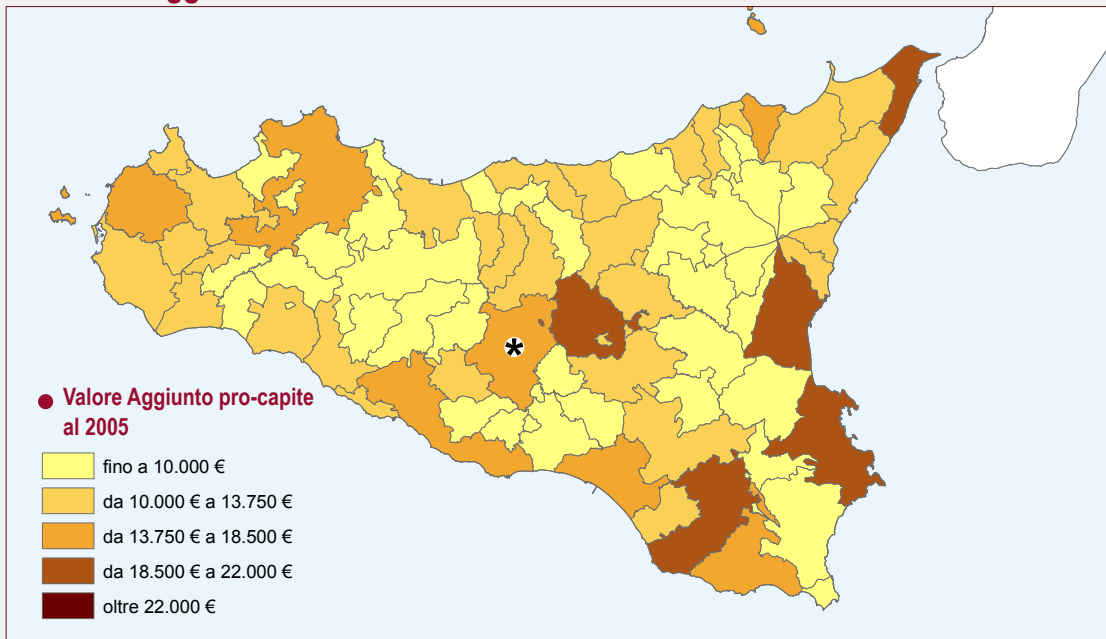 Valore Aggiunto pro-capite
al 2005
fino a 10.000 €
da 10.000 € a 13.750 €
da 13.750 € a 18.500 €
da 18.500 € a 22.000 €
oltre 22.000 €